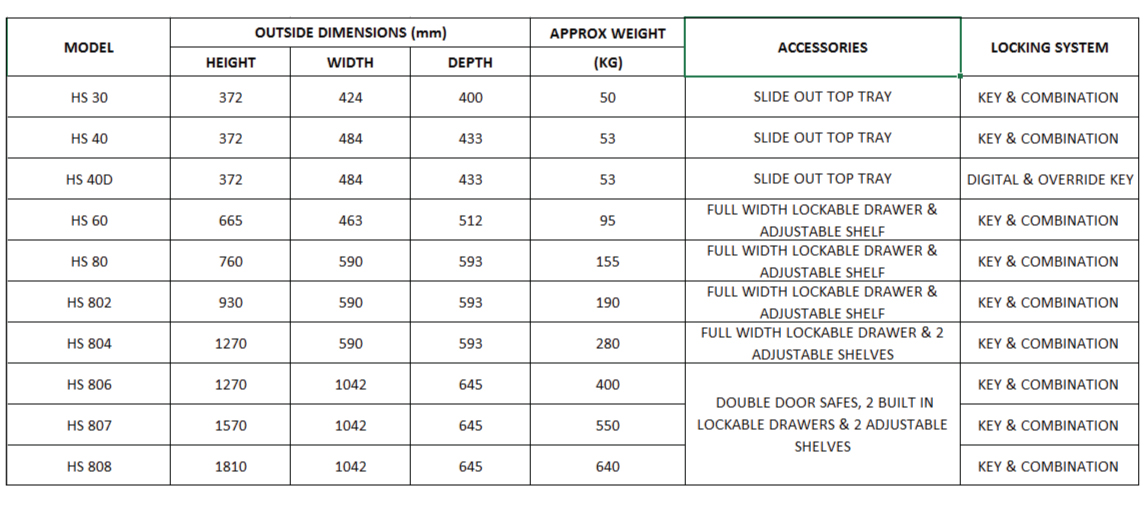 MODEL OUTSIDE DIMENSIONS (mm) APPROX WEIGHT ACCESSORIES LOCKING SYSTEM
HEIGHT WIDTH DEPTH (KG)
HS 30 372 424 400 50 SLIDE OUT TOP TRAY KEY & COMBINATION
HS 40 372 484 433 53 SLIDE OUT TOP TRAY KEY & COMBINATION
HS 40D 372 484 433 53 SLIDE OUT TOP TRAY DIGITAL & OVERRIDE KEY
HS 60 665 463 512 95 FULL WIDTH LOCKABLE DRAWER &
ADJUSTABLE SHELF KEY & COMBINATION
HS 80 760 590 593 155 FULL WIDTH LOCKABLE DRAWER &
ADJUSTABLE SHELF KEY & COMBINATION
HS 802 930 590 593 190 FULL WIDTH LOCKABLE DRAWER &
ADJUSTABLE SHELF KEY & COMBINATION
HS 804 1270 590 593 280 FULL WIDTH LOCKABLE DRAWER & 2
ADJUSTABLE SHELVES KEY & COMBINATION
HS 806 1270 1042 645 400 KEY & COMBINATION
DOUBLE DOOR SAFES, 2 BUILT IN
HS 807 1570 1042 645 550 LOCKABLE DRAWERS & 2 ADJUSTABLE KEY & COMBINATION
SHELVES
HS 808 1810 1042 645 640 KEY & COMBINATION